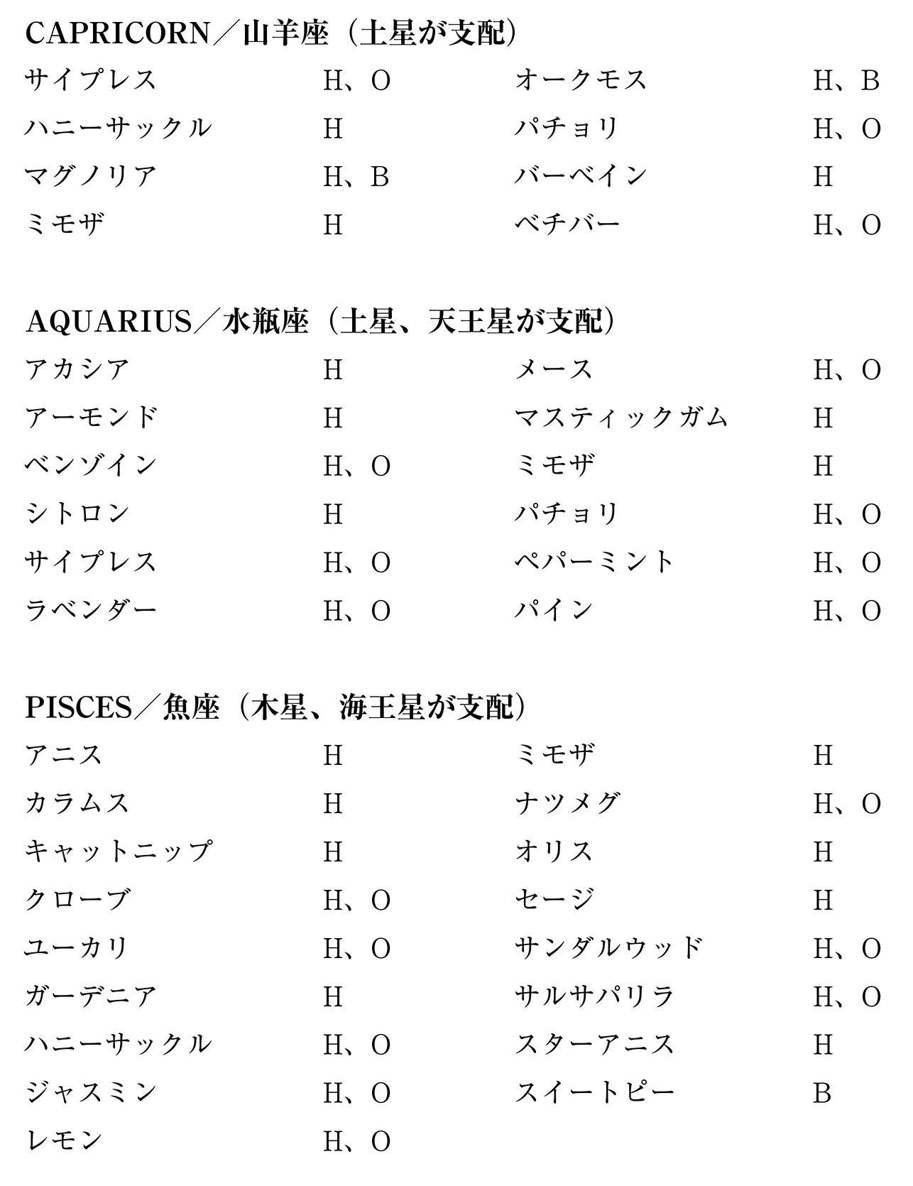 CAPRICORN／山羊座（土星が支配）
サイプレス　H、O　オークモス　H、B
ハニーサックル　H　パチョリ　H、O
マグノリア　H、B　バーベイン　H
ミモザ　H　ベチバー　H、O
AQUARIUS／水瓶座（土星、天王星が支配）
アカシア　H　メース　H、O
アーモンド　H　マスティックガム　H
ベンゾイン　H、O　ミモザ　H
シトロン　H　パチョリ　H、O
サイプレス　H、O　ペパーミント　H、O
ラベンダー　H、O　パイン　H、O
PISCES／魚座（木星、海王星が支配）
アニス　H　ミモザ　H
カラムス　H　ナツメグ　H、O
キャットニップ　H　オリス　H
クローブ　H、O　セージ　H
ユーカリ　H、O　サンダルウッド　H、O
ガーデニア　H　サルサパリラ　H、O
ハニーサックル　H、O　スターアニス　H
ジャスミン　H、O　スイートピー　B
レモン　H、O